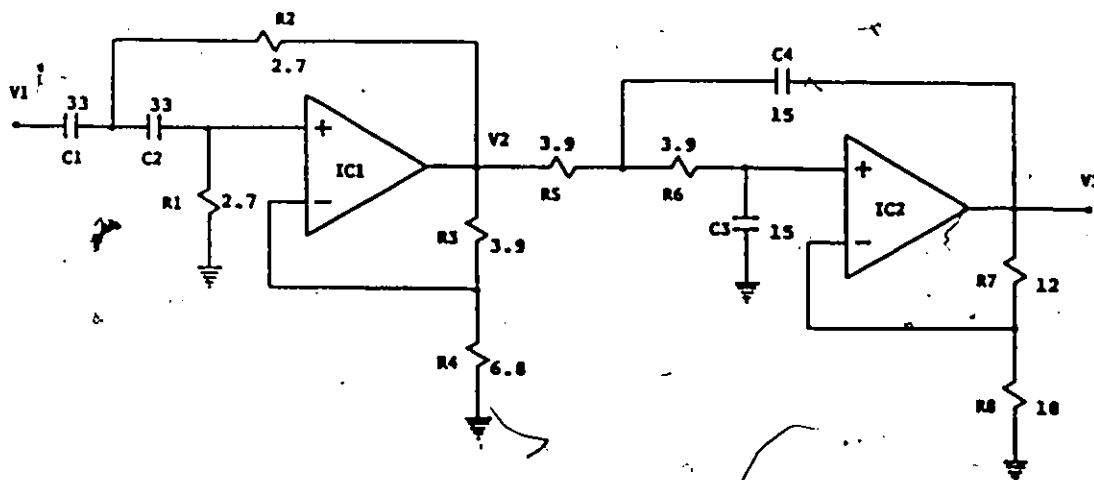 R2
2.7
C4
15
V1
33
33
C1
C2
+
IC1
-
V2
3.9
R5
3.9
R6
+
IC2
-
R1
2.7
R3
3.9
C3
15
R7
12
R4
6.8
R8